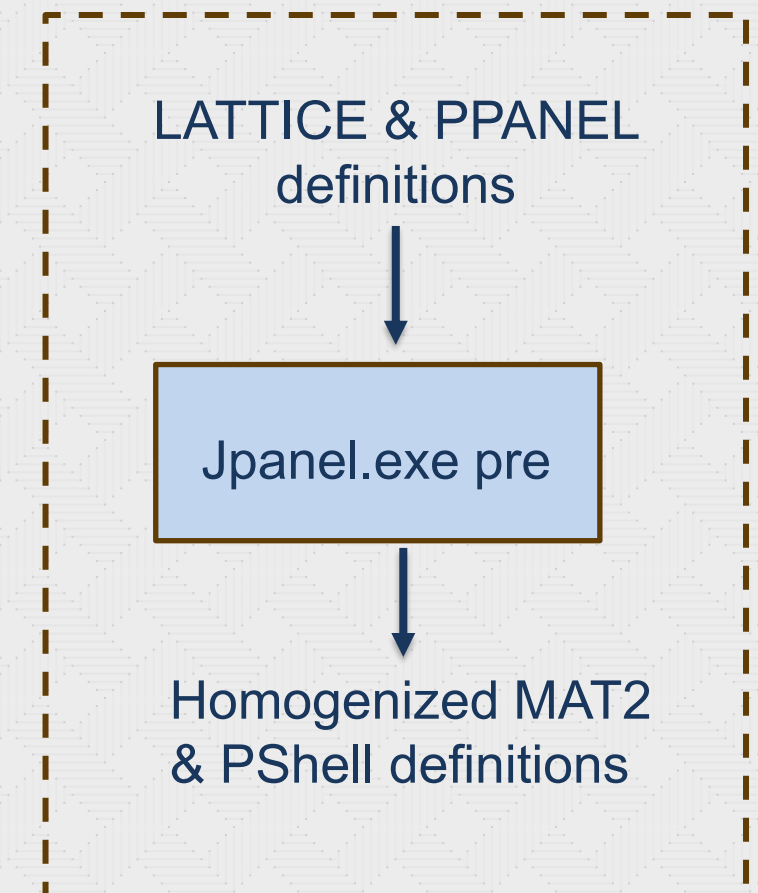 LATTICE & PPANEL
definitions
Jpanel.exe pre
Homogenized MAT2
& PShell definitions